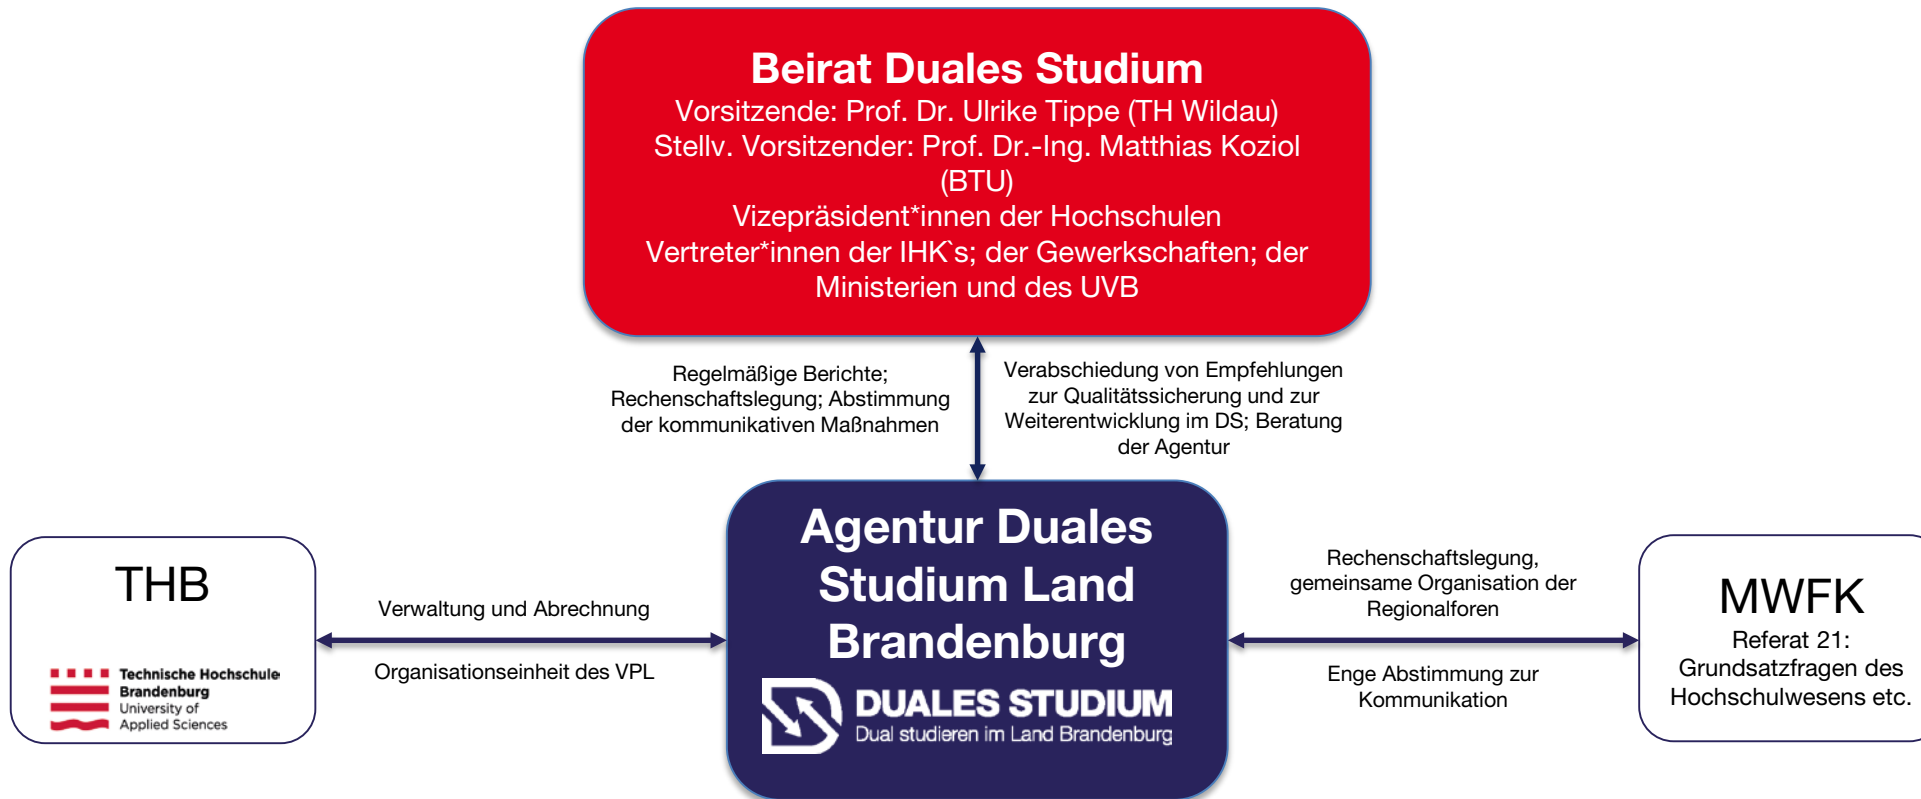 Beirat Duales Studium
Vorsitzende: Prof. Dr. Ulrike Tippe (TH Wildau)
Stellv. Vorsitzender: Prof. Dr.-Ing. Matthias Koziol
(BTU)
Vizepräsident*innen der Hochschulen
Vertreter*innen der IHK`s; der Gewerkschaften; der
Ministerien und des UVB
Regelmäßige Berichte;
Rechenschaftslegung; Abstimmung
der kommunikativen Maßnahmen
Verabschiedung von Empfehlungen
zur Qualitätssicherung und zur
Weiterentwicklung im DS; Beratung
der Agentur
THB
Technische Hochschule
Brandenburg
University of
Applied Sciences
Verwaltung und Abrechnung
Organisationseinheit des VPL
Agentur Duales
Studium Land
Brandenburg
DUALES STUDIUM
Dual studieren im Land Brandenburg
Rechenschaftslegung,
gemeinsame Organisation der
Regionalforen
Enge Abstimmung zur
Kommunikation
MWFK
Referat 21:
Grundsatzfragen des
Hochschulwesens etc.